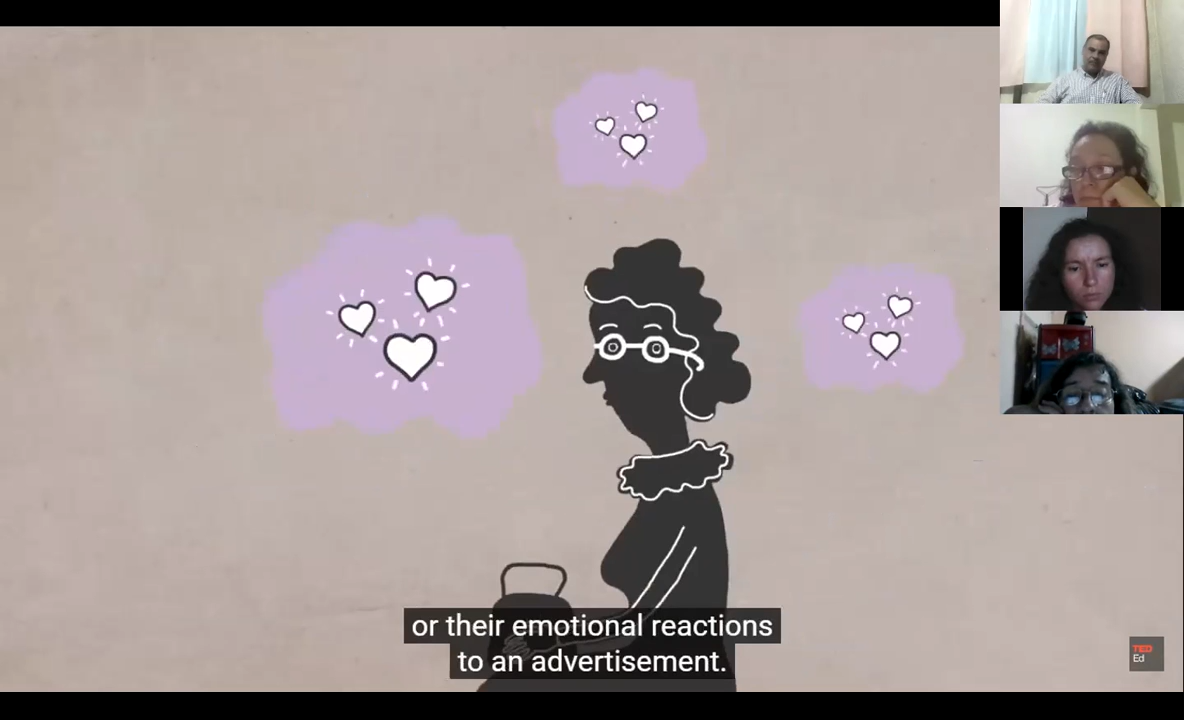 or their emotional reactions
to an advertisement.
TED
Ed